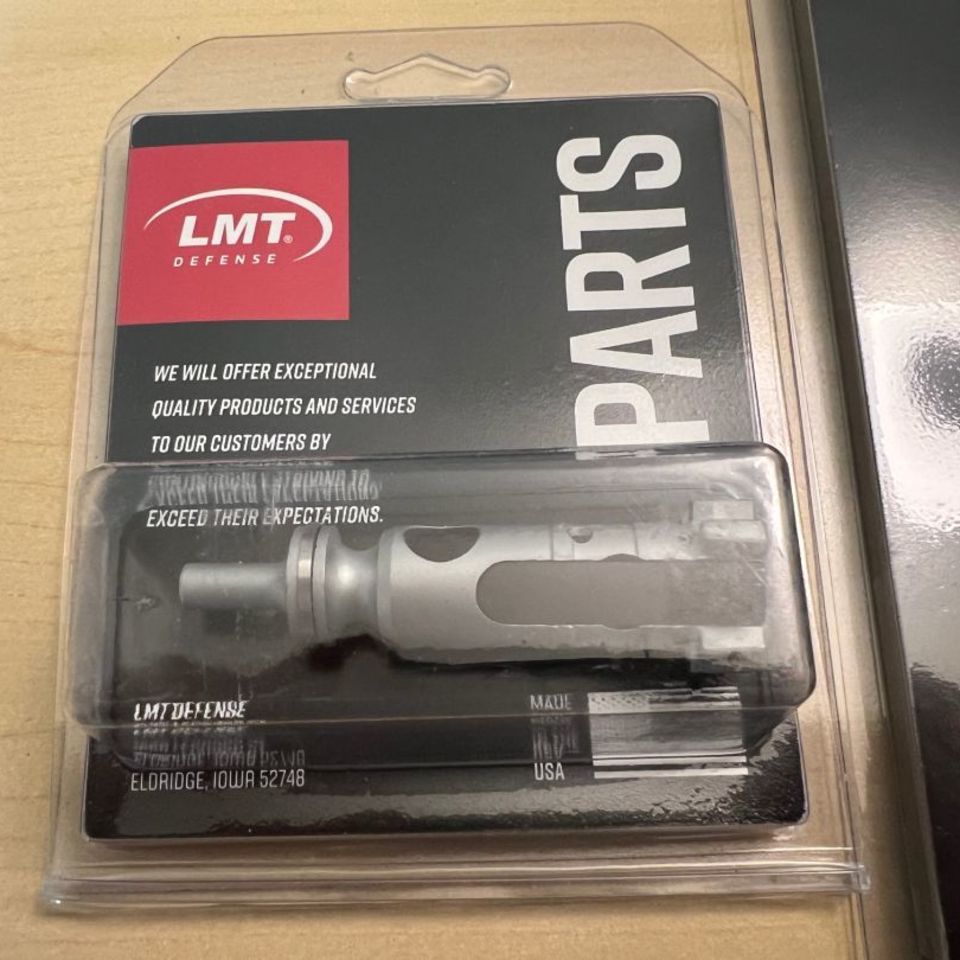 LMT®
DEFENSE
PARTS
WE WILL OFFER EXCEPTIONAL
QUALITY PRODUCTS AND SERVICES
TO OUR CUSTOMERS BY
EXCEED THEIR EXPECTATIONS.
LMT DEFENSE
ELDRIDGE, IOWA 52748
MADE
USA